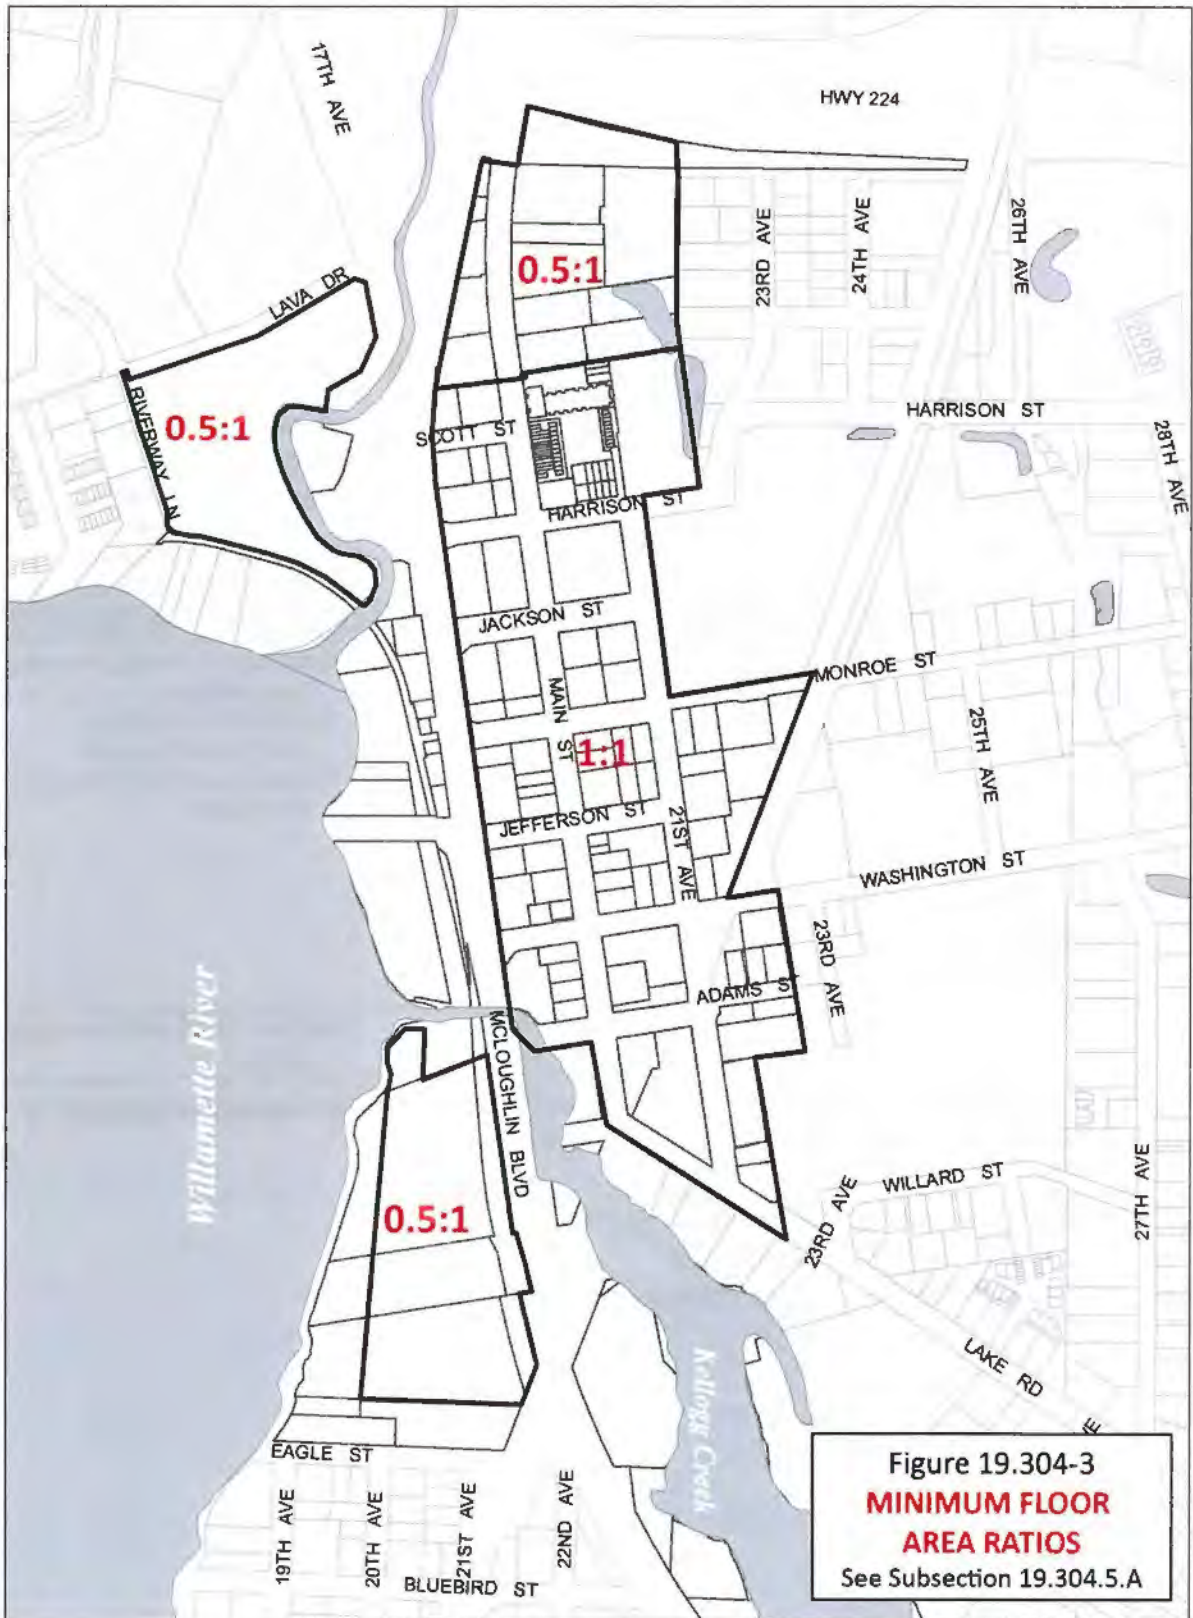 17TH AVE
HWY 224
23RD AVE
24TH AVE
26TH AVE
LAVA DR
0.5:1
RIVERWAY LN
0.5:1
SCOTT ST
HARRISON ST
28TH AVE
HARRISON ST
JACKSON ST
MONROE ST
MAIN ST
25TH AVE
1:1
JEFFERSON ST
21ST AVE
WASHINGTON ST
23RD AVE
ADAMS ST
Willamette River
MCLOUGHLIN BLVD
WILLARD ST
27TH AVE
0.5:1
23RD AVE
LAKE RD
Kellogg Creek
EAGLE ST
19TH AVE
20TH AVE
21ST AVE
22ND AVE
BLUEBIRD ST
Figure 19.304-3
MINIMUM FLOOR
AREA RATIOS
See Subsection 19.304.5.A